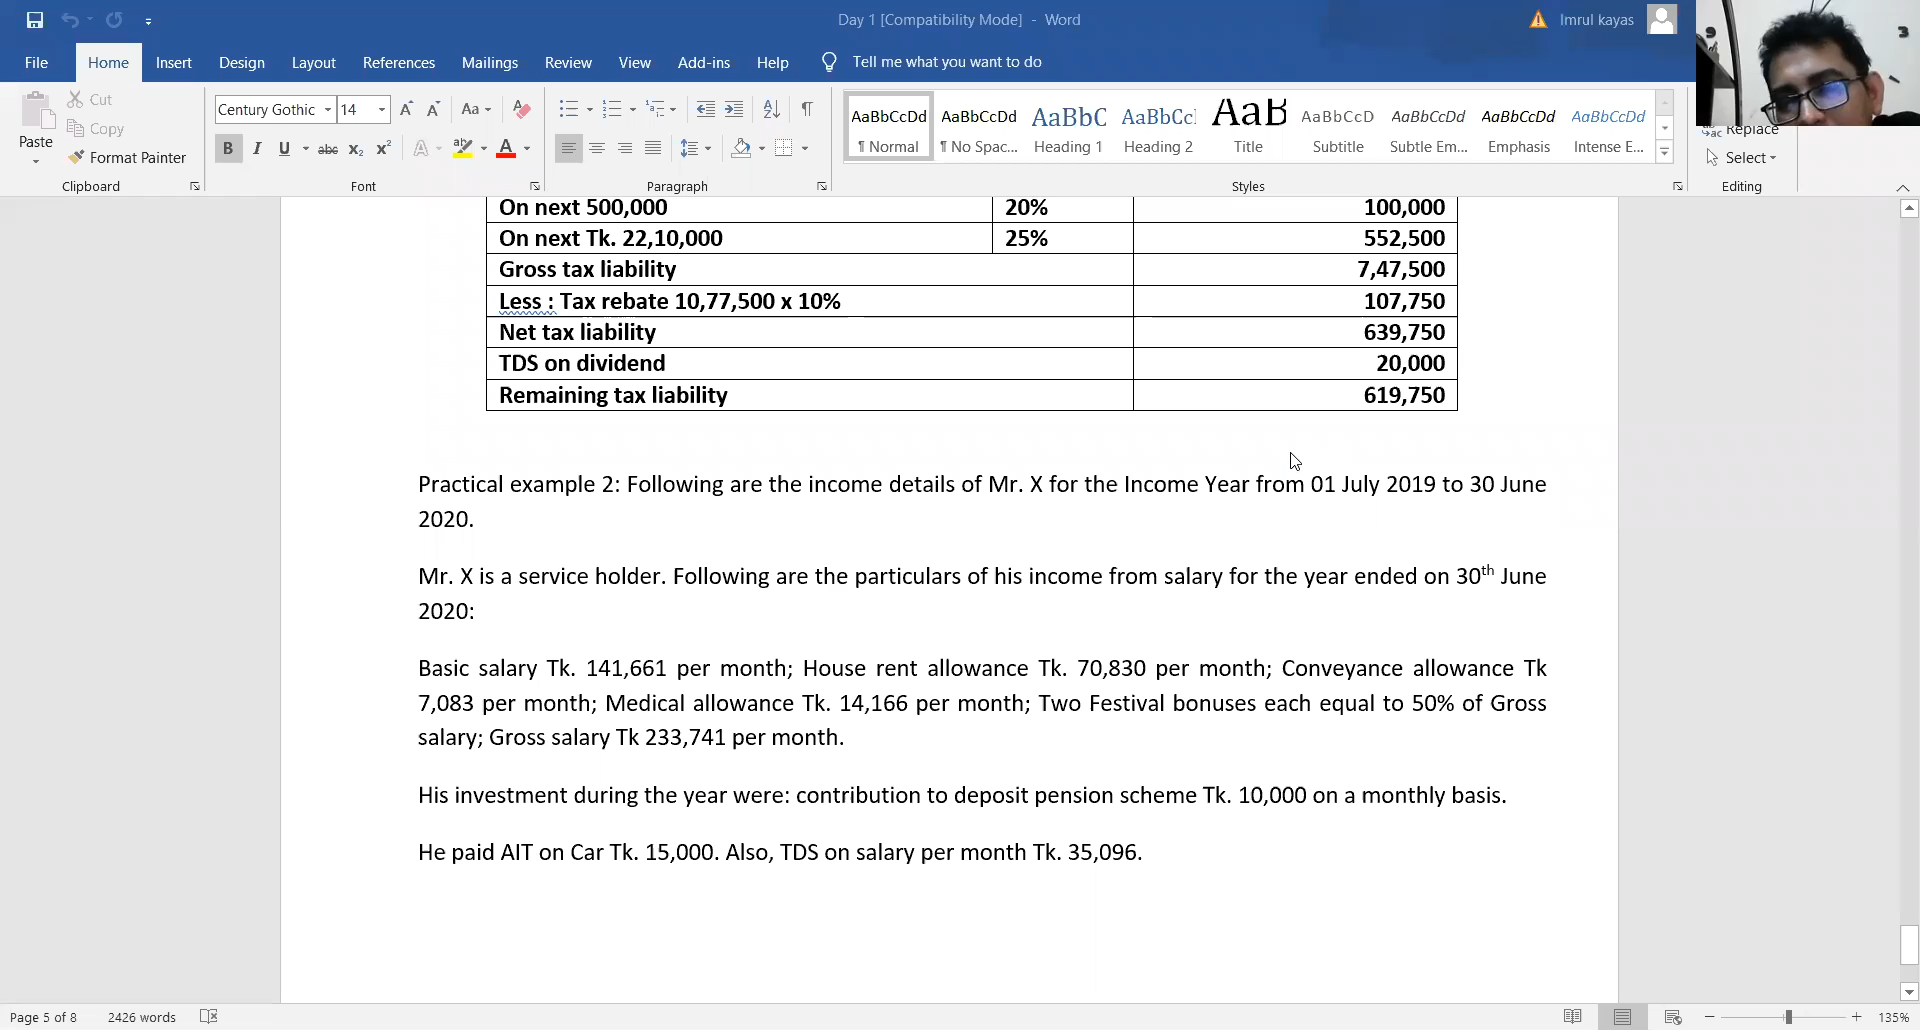 Day 1 [Compatibility Mode] - Word
Imrul kayas
File Home Insert Design Layout References Mailings Review View Add-ins Help Tell me what you want to do
Paste
Cut
Copy
Format Painter
Clipboard
Century Gothic 14
B I U abc x₂ x²
Font
Paragraph
AaBbCcDd AaBbCcDd AaBbC AaBbCcl AaB AaBbCcD AaBbCcDd AaBbCcDd AaBbCcDd
¶ Normal ¶ No Spac... Heading 1 Heading 2 Title Subtitle Subtle Em... Emphasis Intense E...
Styles
Replace
Select
Editing
On next 500,000 20% 100,000
On next Tk. 22,10,000 25% 552,500
Gross tax liability 7,47,500
Less : Tax rebate 10,77,500 x 10% 107,750
Net tax liability 639,750
TDS on dividend 20,000
Remaining tax liability 619,750
Practical example 2: Following are the income details of Mr. X for the Income Year from 01 July 2019 to 30 June
2020.
Mr. X is a service holder. Following are the particulars of his income from salary for the year ended on 30th June
2020:
Basic salary Tk. 141,661 per month; House rent allowance Tk. 70,830 per month; Conveyance allowance Tk
7,083 per month; Medical allowance Tk. 14,166 per month; Two Festival bonuses each equal to 50% of Gross
salary; Gross salary Tk 233,741 per month.
His investment during the year were: contribution to deposit pension scheme Tk. 10,000 on a monthly basis.
He paid AIT on Car Tk. 15,000. Also, TDS on salary per month Tk. 35,096.
Page 5 of 8 2426 words 135%